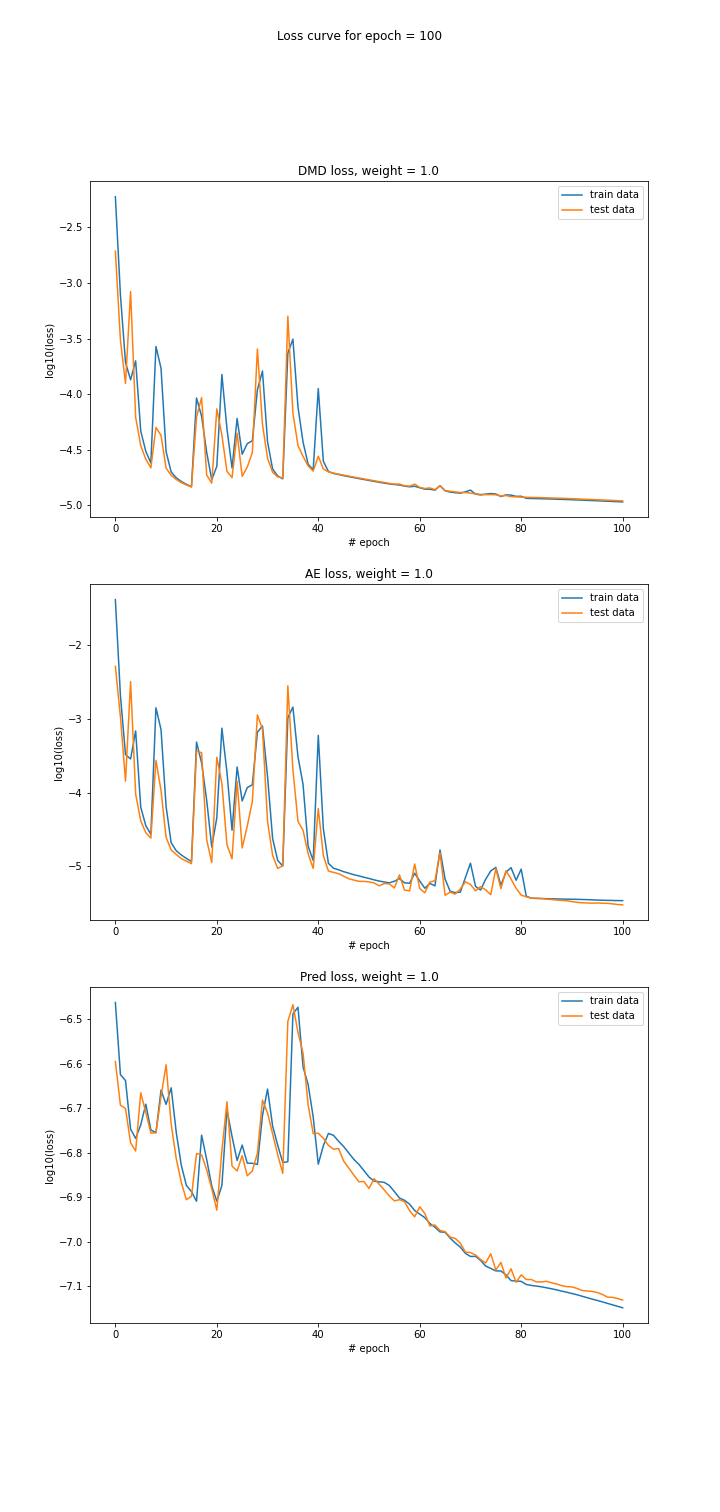 Loss curve for epoch = 100
DMD loss, weight = 1.0
train data
test data
−2.5
−3.0
−3.5
−4.0
−4.5
−5.0
log10(loss)
0 20 40 60 80 100
# epoch
AE loss, weight = 1.0
train data
test data
−2
−3
−4
−5
log10(loss)
0 20 40 60 80 100
# epoch
Pred loss, weight = 1.0
train data
test data
−6.5
−6.6
−6.7
−6.8
−6.9
−7.0
−7.1
log10(loss)
0 20 40 60 80 100
# epoch